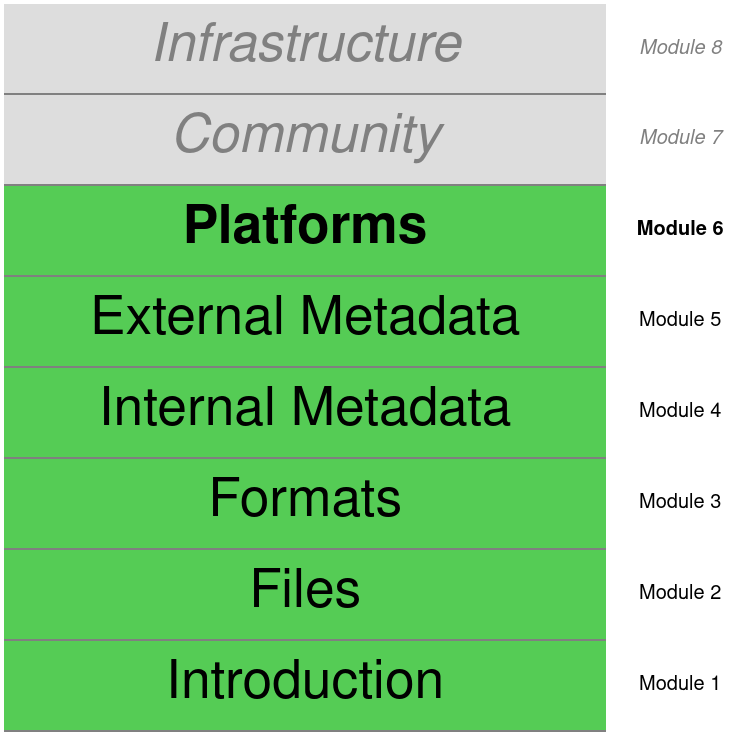 Infrastructure Module 8
Community Module 7
Platforms Module 6
External Metadata Module 5
Internal Metadata Module 4
Formats Module 3
Files Module 2
Introduction Module 1